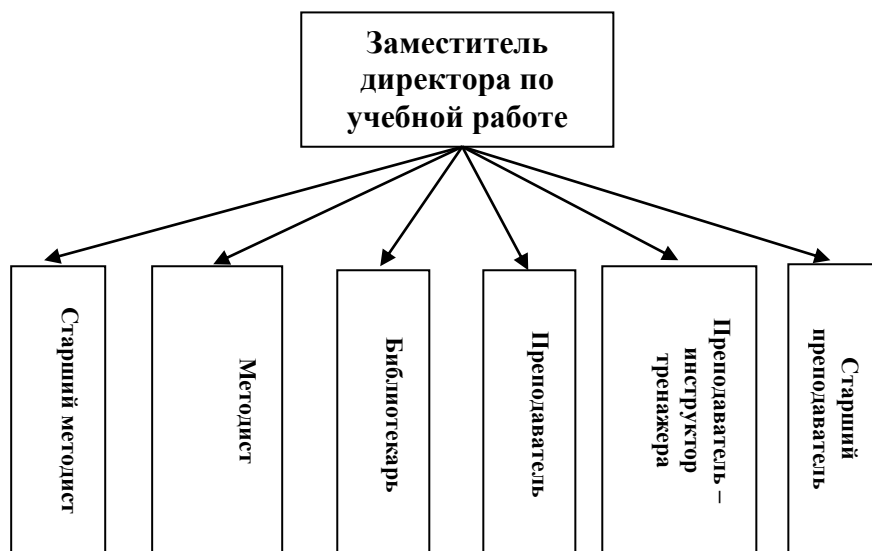 Заместитель
директора по
учебной работе
Старший методист
Методист
Библиотекарь
Преподаватель
Преподаватель –
инструктор
тренажера
Старший
преподаватель